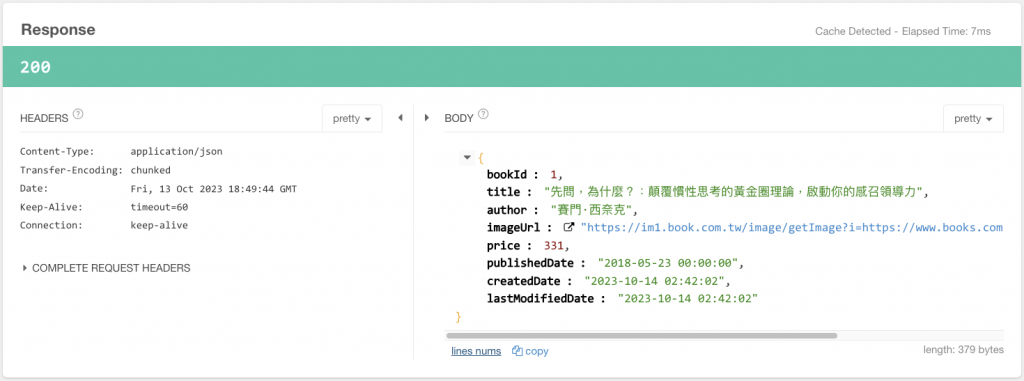 Response
Cache Detected - Elapsed Time: 7ms
200
HEADERS ?
pretty
Content-Type: application/json
Transfer-Encoding: chunked
Date: Fri, 13 Oct 2023 18:49:44 GMT
Keep-Alive: timeout=60
Connection: keep-alive
COMPLETE REQUEST HEADERS
BODY ?
pretty
{
bookId : 1,
title : "先問，為什麼？：顛覆慣性思考的黃金圈理論，啟動你的感召領導力",
author : "賽門·西奈克",
imageUrl : "https://im1.book.com.tw/image/getImage?i=https://www.books.com
price : 331,
publishedDate : "2018-05-23 00:00:00",
createdDate : "2023-10-14 02:42:02",
lastModifiedDate : "2023-10-14 02:42:02"
}
lines nums copy length: 379 bytes